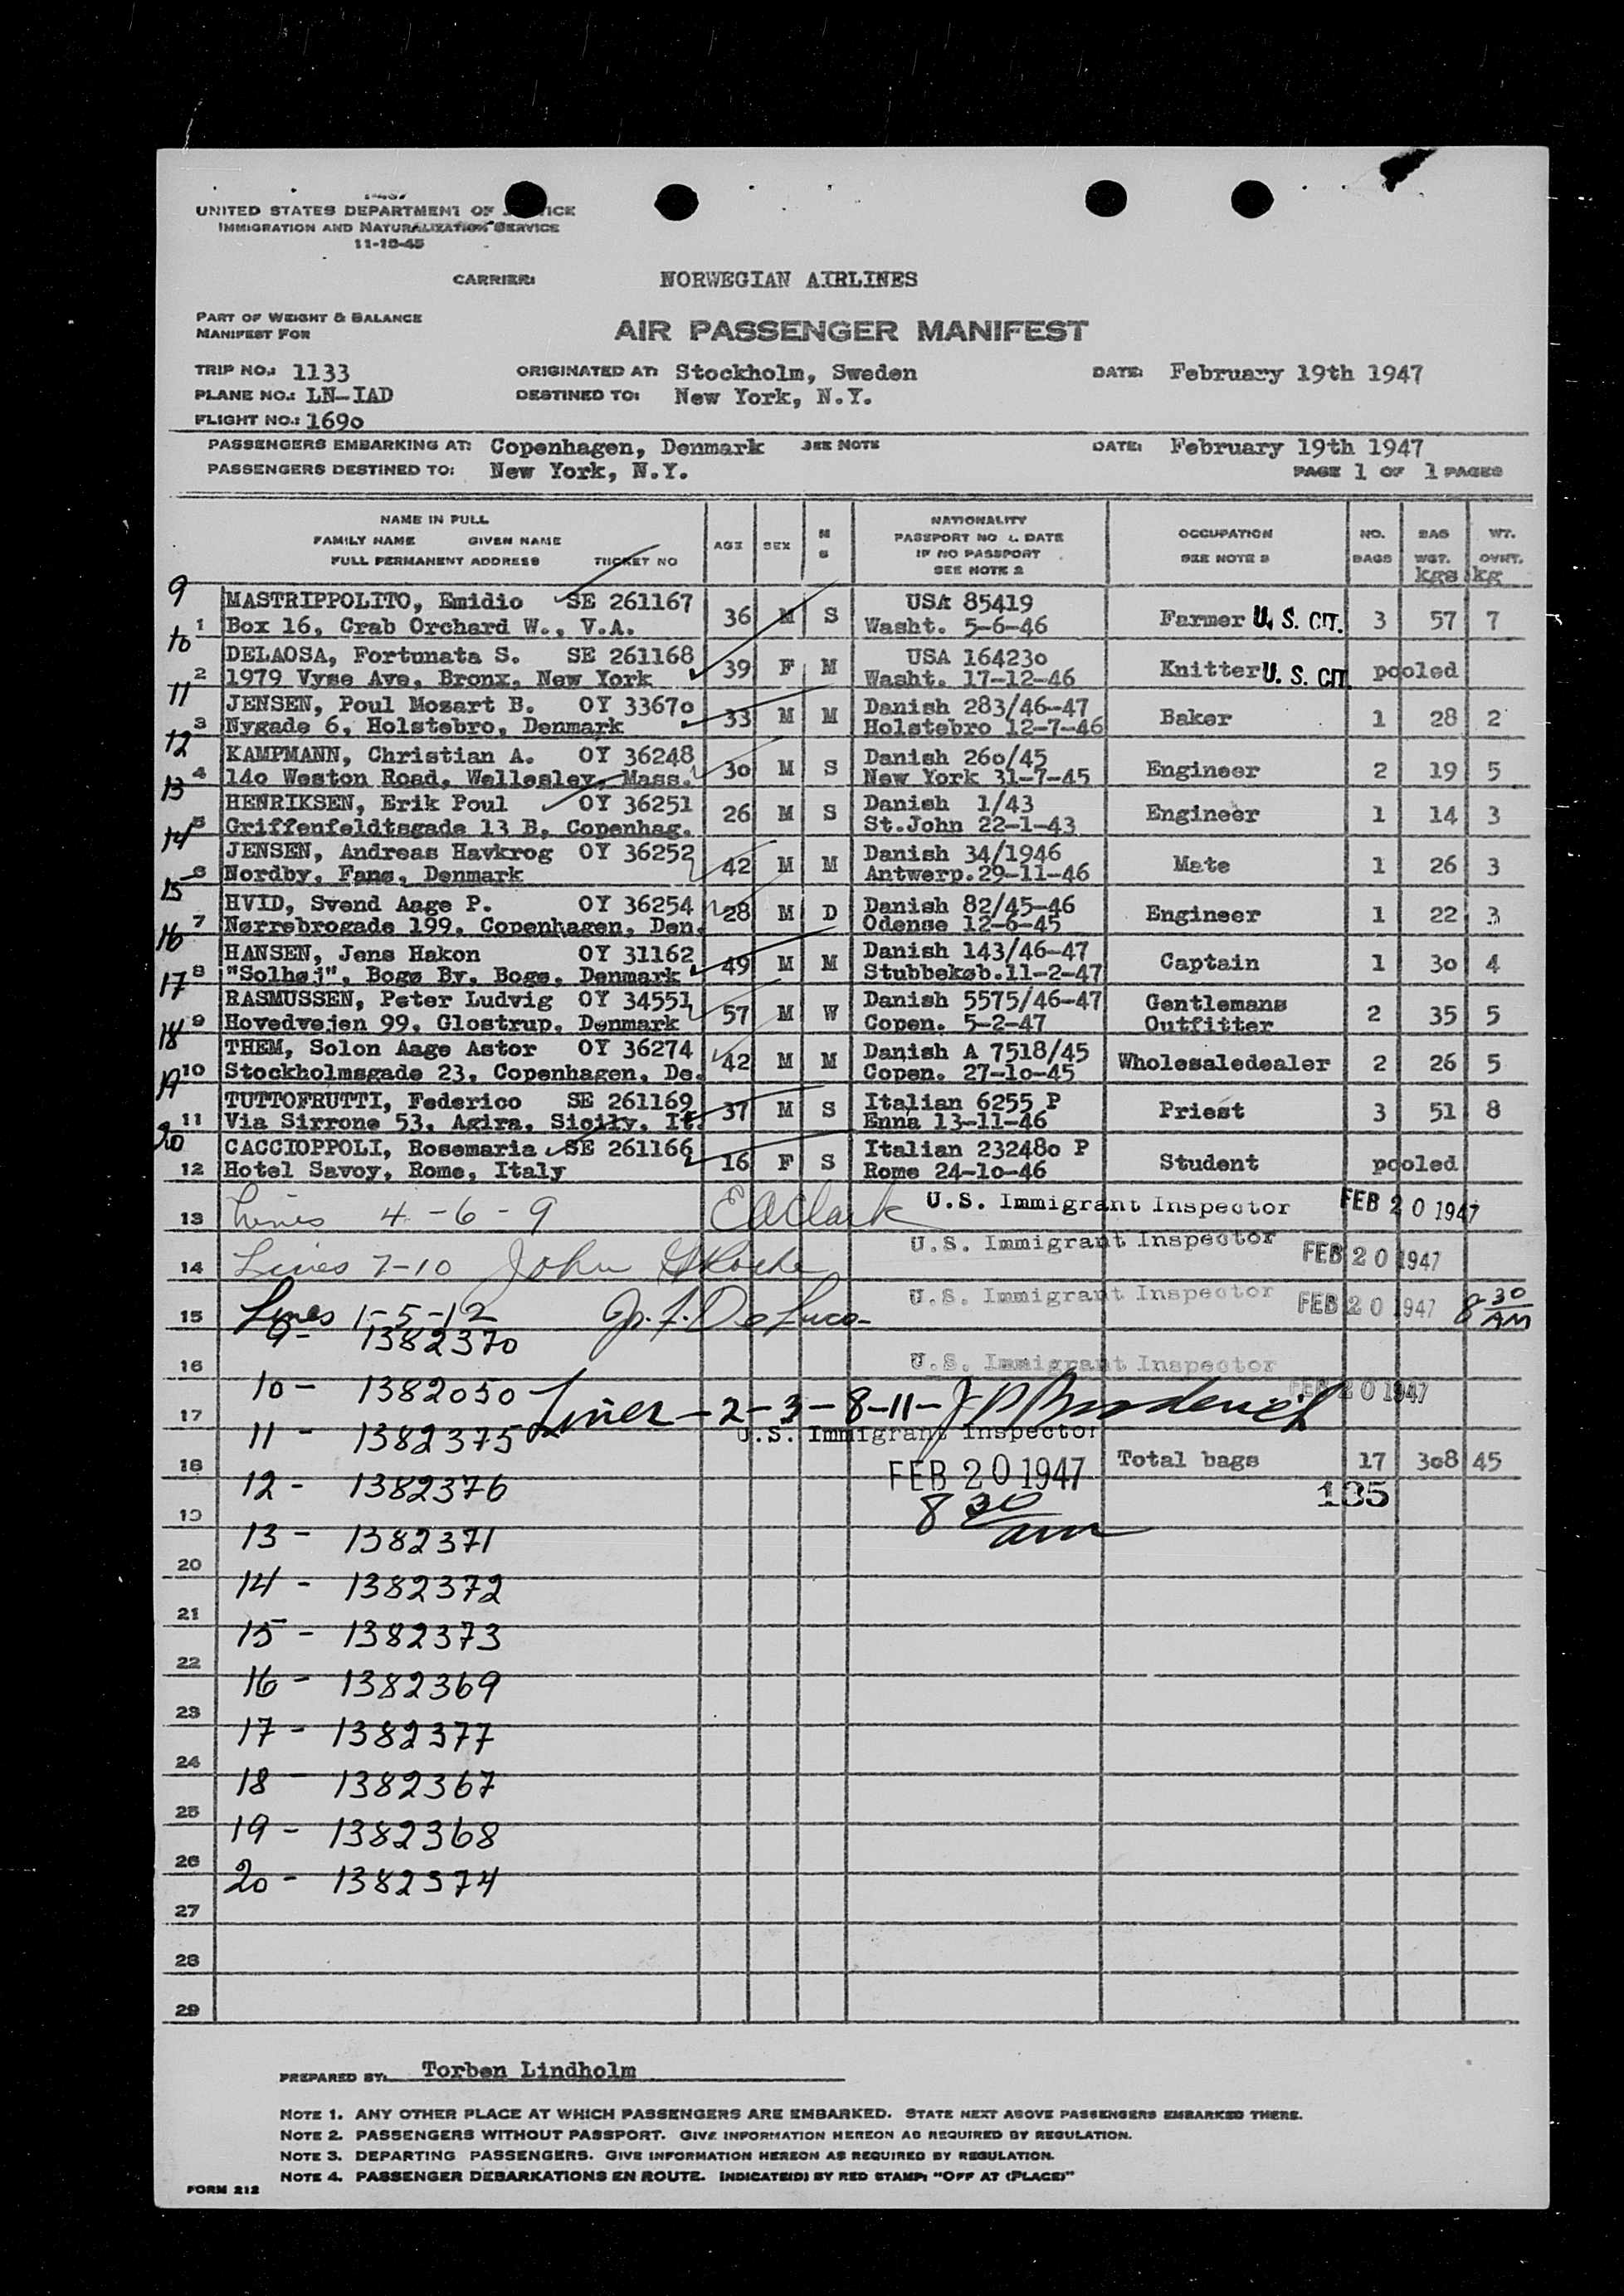 UNITED STATES DEPARTMENT OF JUSTICE
IMMIGRATION AND NATURALIZATION SERVICE
11-10-45
CARRIER: NORWEGIAN AIRLINES
PART OF WEIGHT & BALANCE
MANIFEST FOR
AIR PASSENGER MANIFEST
TRIP NO.: 1133 ORIGINATED AT: Stockholm, Sweden DATE: February 19th 1947
PLANE NO.: LN-IAD DESTINED TO: New York, N.Y.
FLIGHT NO.: 169o
PASSENGERS EMBARKING AT: Copenhagen, Denmark SEE NOTE DATE: February 19th 1947
PASSENGERS DESTINED TO: New York, N.Y. PAGE 1 OF 1 PAGES
NAME IN FULL
FAMILY NAME GIVEN NAME
FULL PERMANENT ADDRESS TICKET NO
AGE SEX M S
NATIONALITY
PASSPORT NO & DATE
IF NO PASSPORT
SEE NOTE 2
OCCUPATION
SEE NOTE 3
NO. BAGS
BAG WGT. kgs
WT. OVWT. kg
9 MASTRIPPOLITO, Emidio SE 261167 36 M S USA 85419 Farmer U. S. CIT. 3 57 7
1 Box 16, Crab Orchard W., V.A. Washt. 5-6-46
10 DELAOSA, Fortunata S. SE 261168 39 F M USA 16423o Knitter U. S. CIT. pooled
2 1979 Vyse Ave, Bronx, New York Washt. 17-12-46
11 JENSEN, Poul Mozart B. OY 3367o 33 M M Danish 283/46-47 Baker 1 28 2
3 Nygade 6, Holstebro, Denmark Holstebro 12-7-46
12 KAMPMANN, Christian A. OY 36248 3o M S Danish 26o/45 Engineer 2 19 5
4 14o Weston Road, Wellesley, Mass. New York 31-7-45
13 HENRIKSEN, Erik Poul OY 36251 26 M S Danish 1/43 Engineer 1 14 3
5 Griffenfeldtsgade 13 B, Copenhag. St.John 22-1-43
14 JENSEN, Andreas Havkrog OY 36252 42 M M Danish 34/1946 Mate 1 26 3
6 Nordby, Fanø, Denmark Antwerp.29-11-46
15 HVID, Svend Aage P. OY 36254 28 M D Danish 82/45-46 Engineer 1 22 3
7 Nørrebrogade 199, Copenhagen, Den. Odense 12-6-45
16 HANSEN, Jens Hakon OY 31162 49 M M Danish 143/46-47 Captain 1 3o 4
8 "Solhøj", Bogø By, Bogø, Denmark Stubbekøb.11-2-47
17 RASMUSSEN, Peter Ludvig OY 34551 57 M W Danish 5575/46-47 Gentlemans Outfitter 2 35 5
9 Hovedvejen 99, Glostrup, Denmark Copen. 5-2-47
18 THEM, Solon Aage Astor OY 36274 42 M M Danish A 7518/45 Wholesaledealer 2 26 5
10 Stockholmsgade 23, Copenhagen, De. Copen. 27-1o-45
19 TUTTOFRUTTI, Federico SE 261169 37 M S Italian 6255 P Priest 3 51 8
11 Via Sirrone 53, Agira, Sicily, It. Enna 13-11-46
20 CACCIOPPOLI, Rosemaria SE 261166 16 F S Italian 23248o P Student pooled
12 Hotel Savoy, Rome, Italy Rome 24-10-46
13 Lines 4-6-9 E A Clark U.S. Immigrant Inspector FEB 20 1947
14 Lines 7-10 John U.S. Immigrant Inspector FEB 20 1947
15 Lines 1-5-12 Jn. F. DeLuca U.S. Immigrant Inspector FEB 20 1947 8 30 AM
9- 1382370
16 U.S. Immigrant Inspector FEB 20 1947
10- 1382050
17 Lines-2-3-8-11- J P Broderick
11- 1382375 U.S. Immigrant Inspector
18 Total bags 17 3o8 45
12- 1382376 FEB 20 1947 185
19 8 30 am
13- 1382371
20
14- 1382372
21
15- 1382373
22
16- 1382369
23
17- 1382377
24
18 1382367
25
19- 1382368
26
20- 1382374
27
28
29
PREPARED BY: Torben Lindholm
NOTE 1. ANY OTHER PLACE AT WHICH PASSENGERS ARE EMBARKED. STATE NEXT ABOVE PASSENGERS EMBARKED THERE.
NOTE 2. PASSENGERS WITHOUT PASSPORT. GIVE INFORMATION HEREON AS REQUIRED BY REGULATION.
NOTE 3. DEPARTING PASSENGERS. GIVE INFORMATION HEREON AS REQUIRED BY REGULATION.
NOTE 4. PASSENGER DEBARKATIONS EN ROUTE. INDICATE(D) BY RED STAMP: "OFF AT (PLACE)"
FORM 212